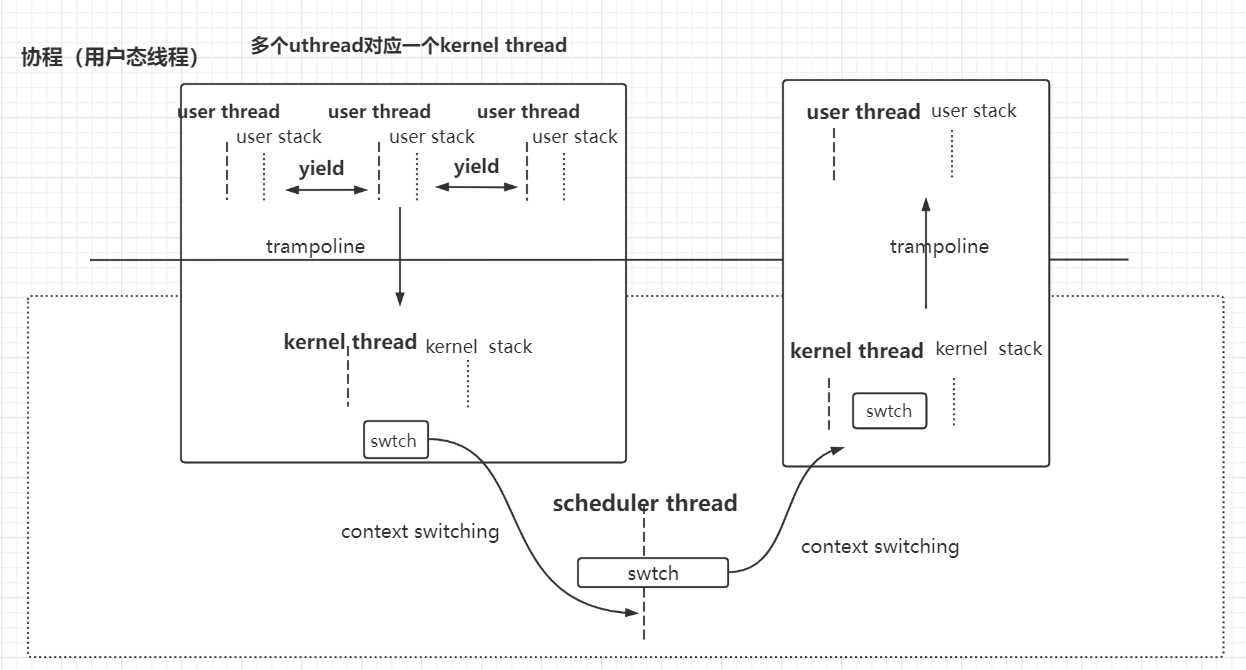 协程（用户态线程）
多个uthread对应一个kernel thread
user thread
user stack
user thread
user stack
user thread
user stack
yield
yield
trampoline
kernel thread
kernel stack
swtch
user thread
user stack
trampoline
kernel thread
kernel stack
swtch
scheduler thread
context switching
swtch
context switching